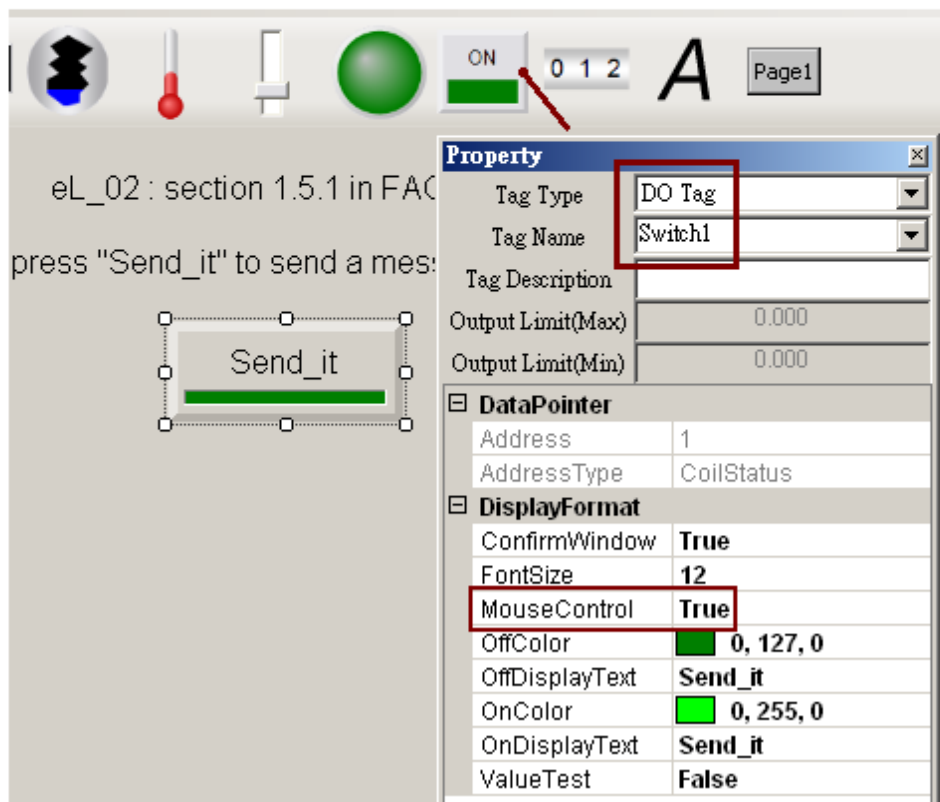 ON
0 1 2
A
Page1
Property
eL_02 : section 1.5.1 in FAC
Tag Type DO Tag
Tag Name Switch1
press "Send_it" to send a mes
Tag Description
Output Limit(Max) 0.000
Output Limit(Min) 0.000
Send_it
DataPointer
Address 1
AddressType CoilStatus
DisplayFormat
ConfirmWindow True
FontSize 12
MouseControl True
OffColor 0, 127, 0
OffDisplayText Send_it
OnColor 0, 255, 0
OnDisplayText Send_it
ValueTest False